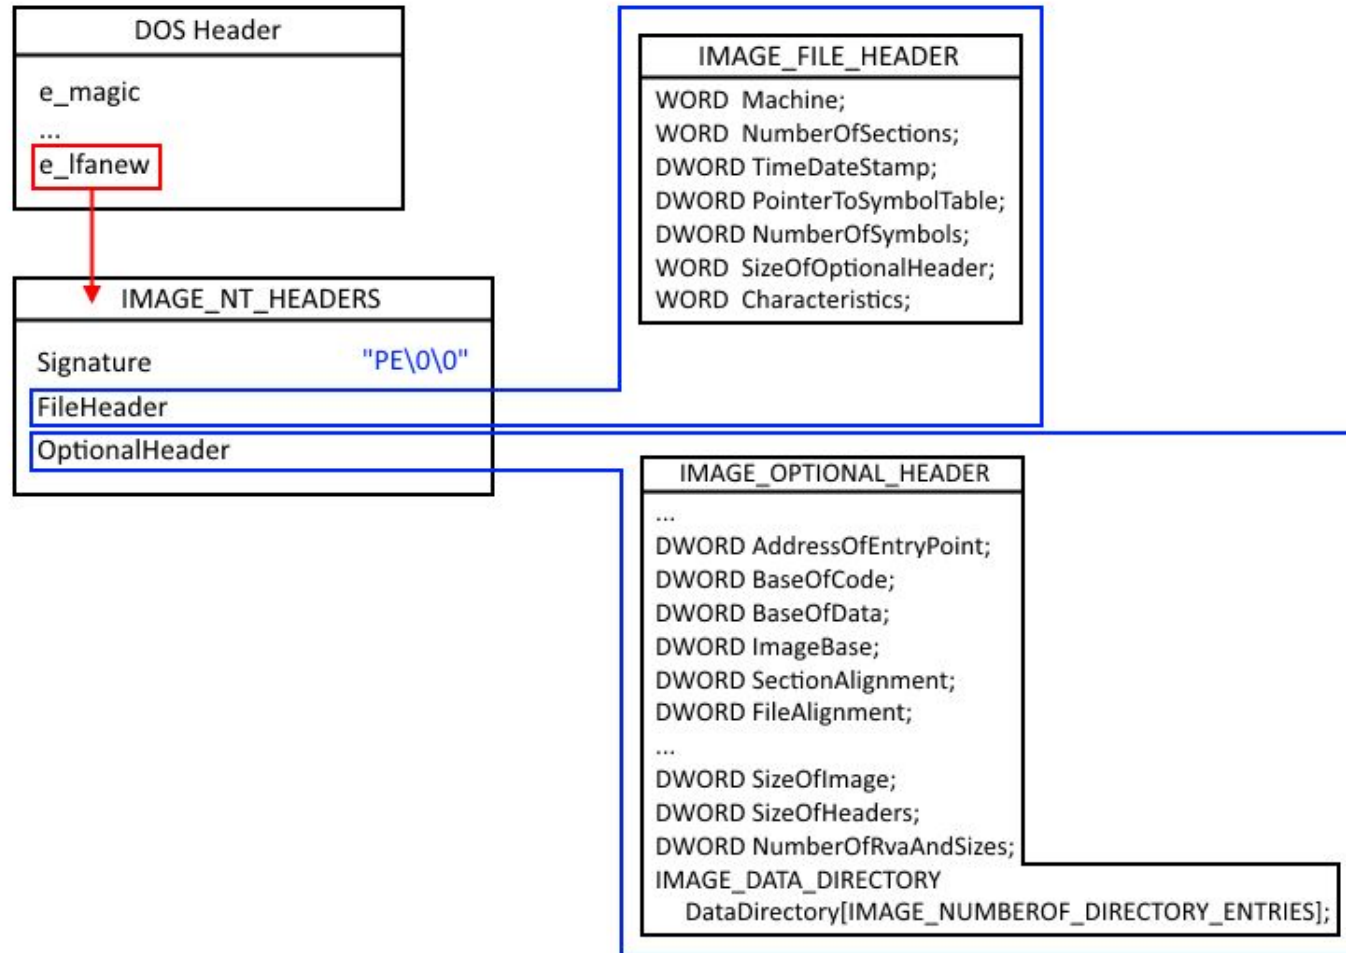 DOS Header
e_magic
...
e_lfanew
IMAGE_NT_HEADERS
Signature "PE\0\0"
FileHeader
OptionalHeader
IMAGE_FILE_HEADER
WORD Machine;
WORD NumberOfSections;
DWORD TimeDateStamp;
DWORD PointerToSymbolTable;
DWORD NumberOfSymbols;
WORD SizeOfOptionalHeader;
WORD Characteristics;
IMAGE_OPTIONAL_HEADER
...
DWORD AddressOfEntryPoint;
DWORD BaseOfCode;
DWORD BaseOfData;
DWORD ImageBase;
DWORD SectionAlignment;
DWORD FileAlignment;
...
DWORD SizeOfImage;
DWORD SizeOfHeaders;
DWORD NumberOfRvaAndSizes;
IMAGE_DATA_DIRECTORY
DataDirectory[IMAGE_NUMBEROF_DIRECTORY_ENTRIES];